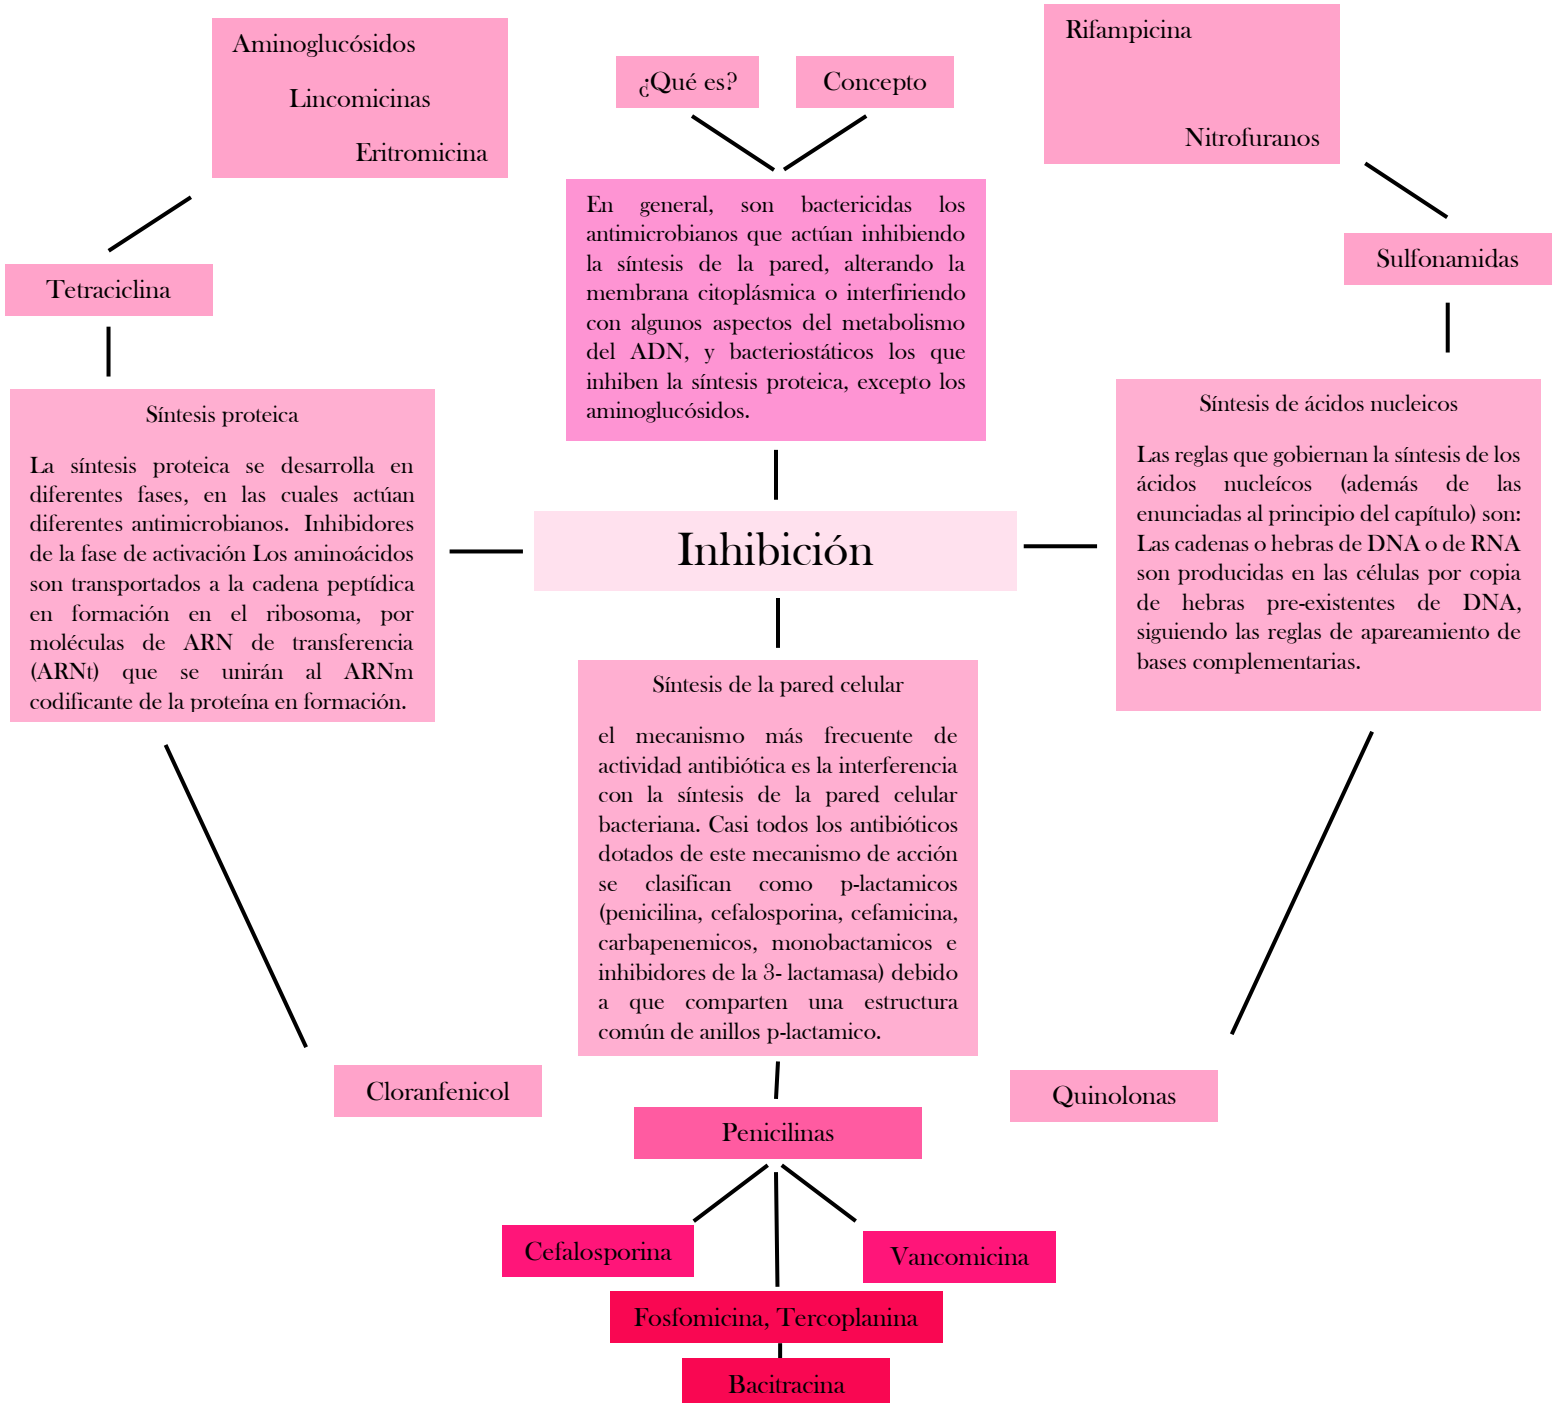 Aminoglucósidos
Lincomicinas
Eritromicina
¿Qué es?
Concepto
Rifampicina
Nitrofuranos
En general, son bactericidas los
antimicrobianos que actúan inhibiendo
la síntesis de la pared, alterando la
membrana citoplásmica o interfiriendo
con algunos aspectos del metabolismo
del ADN, y bacteriostáticos los que
inhiben la síntesis proteica, excepto los
aminoglucósidos.
Tetraciclina
Sulfonamidas
Síntesis proteica
La síntesis proteica se desarrolla en
diferentes fases, en las cuales actúan
diferentes antimicrobianos. Inhibidores
de la fase de activación Los aminoácidos
son transportados a la cadena peptídica
en formación en el ribosoma, por
moléculas de ARN de transferencia
(ARNt) que se unirán al ARNm
codificante de la proteína en formación.
Inhibición
Síntesis de ácidos nucleicos
Las reglas que gobiernan la síntesis de los
ácidos nucleícos (además de las
enunciadas al principio del capítulo) son:
Las cadenas o hebras de DNA o de RNA
son producidas en las células por copia
de hebras pre-existentes de DNA,
siguiendo las reglas de apareamiento de
bases complementarias.
Síntesis de la pared celular
el mecanismo más frecuente de
actividad antibiótica es la interferencia
con la síntesis de la pared celular
bacteriana. Casi todos los antibióticos
dotados de este mecanismo de acción
se clasifican como p-lactamicos
(penicilina, cefalosporina, cefamicina,
carbapenemicos, monobactamicos e
inhibidores de la 3- lactamasa) debido
a que comparten una estructura
común de anillos p-lactamico.
Cloranfenicol
Quinolonas
Penicilinas
Cefalosporina
Vancomicina
Fosfomicina, Tercoplanina
Bacitracina